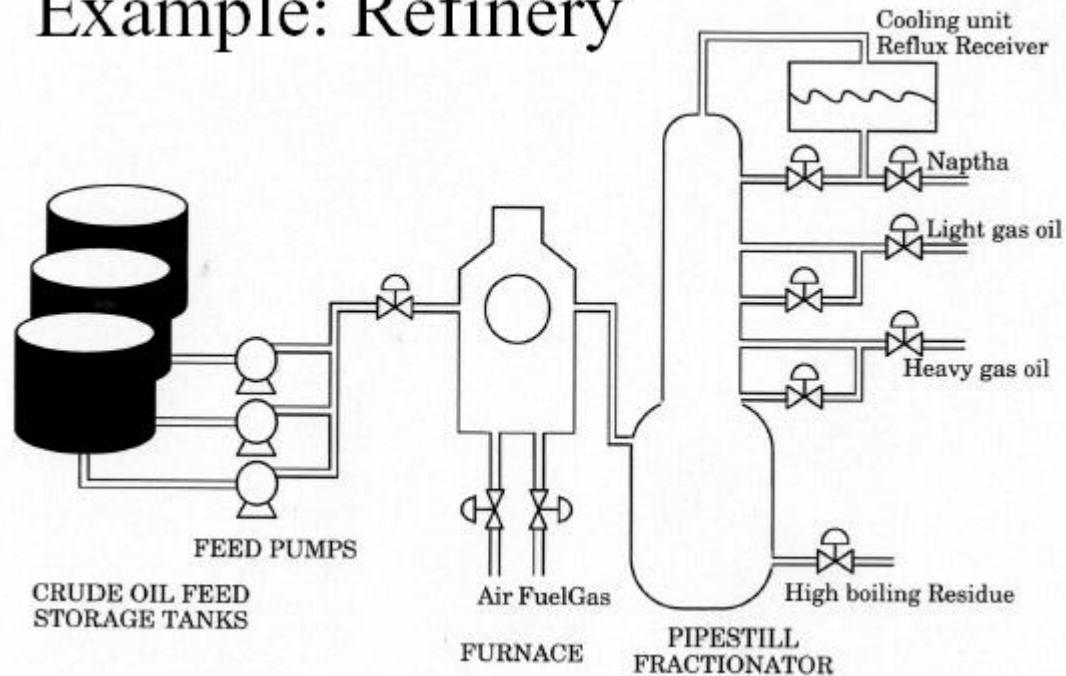 Example: Refinery
Cooling unit
Reflux Receiver
Naptha
Light gas oil
Heavy gas oil
FEED PUMPS
CRUDE OIL FEED
STORAGE TANKS
Air FuelGas
FURNACE
High boiling Residue
PIPESTILL
FRACTIONATOR